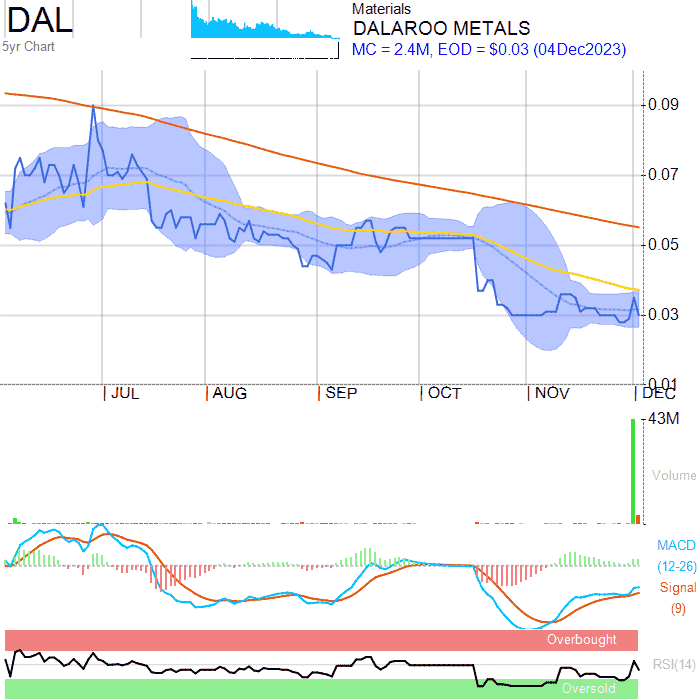 DAL
5yr Chart
Materials
DALAROO METALS
MC = 2.4M, EOD = $0.03 (04Dec2023)
0.09
0.07
0.05
0.03
0.01
JUL AUG SEP OCT NOV DEC
43M
Volume
MACD
(12-26)
Signal
(9)
Overbought
RSI(14)
Oversold